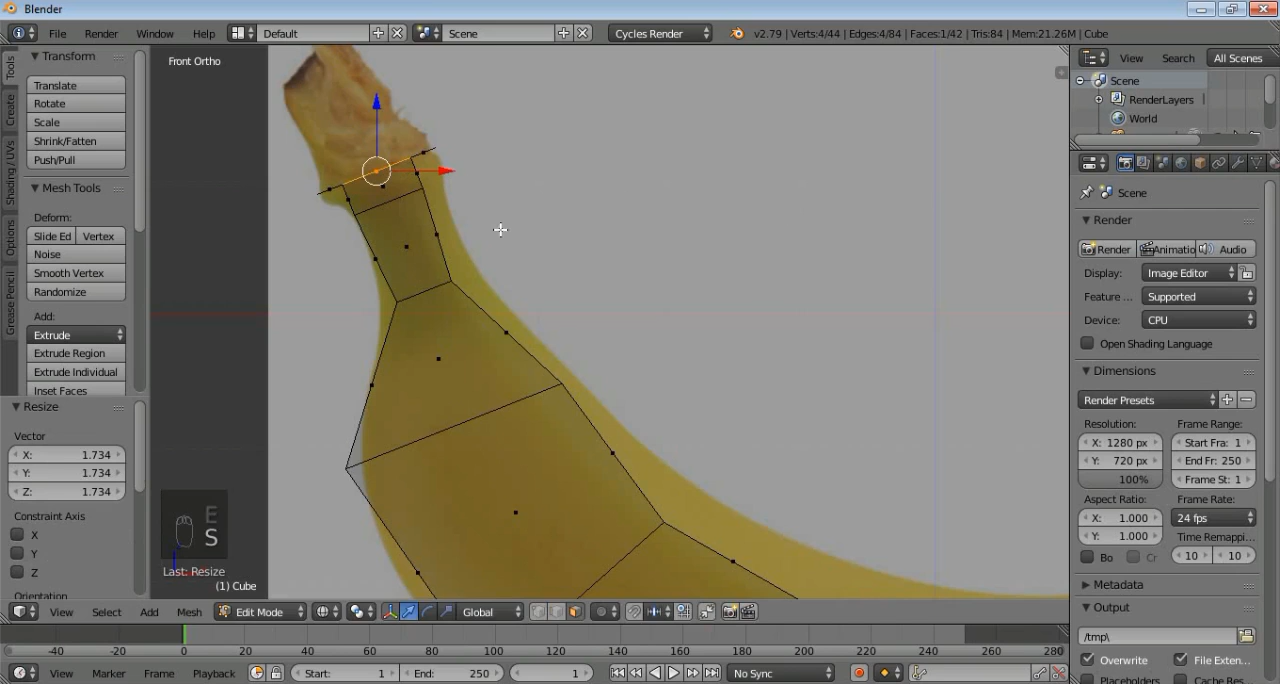 Blender
File Render Window Help Default Scene Cycles Render v2.79 | Verts:4/44 | Edges:4/84 | Faces:1/42 | Tris:84 | Mem:21.26M | Cube
Tools
Create
Shading / UVs
Options
Grease Pencil
Transform
Translate
Rotate
Scale
Shrink/Fatten
Push/Pull
Mesh Tools
Deform:
Slide Ed Vertex
Noise
Smooth Vertex
Randomize
Add:
Extrude
Extrude Region
Extrude Individual
Inset Faces
Resize
Vector
X: 1.734
Y: 1.734
Z: 1.734
Constraint Axis
X
Y
Z
Orientation
Front Ortho
E
S
Last: Resize
(1) Cube
View Select Add Mesh Edit Mode Global
View Search All Scenes
Scene
RenderLayers
World
Scene
Render
Render Animatio Audio
Display: Image Editor
Feature ... Supported
Device: CPU
Open Shading Language
Dimensions
Render Presets
Resolution: Frame Range:
X: 1280 px Start Fra: 1
Y: 720 px End Fr: 250
100% Frame St: 1
Aspect Ratio: Frame Rate:
X: 1.000 24 fps
Y: 1.000 Time Remappi...
Bo Cr 10 10
Metadata
Output
/tmp\
Overwrite File Exten...
Placeholders Cache Res...
-40 -20 0 20 40 60 80 100 120 140 160 180 200 220 240 260 280
View Marker Frame Playback Start: 1 End: 250 1 No Sync